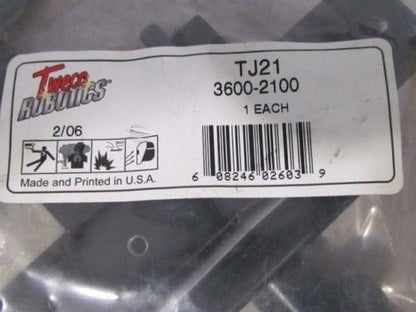 Tweco
ROBOTICS
TJ21
3600-2100
1 EACH
2/06
6 08246 02603 9
Made and Printed in U.S.A.